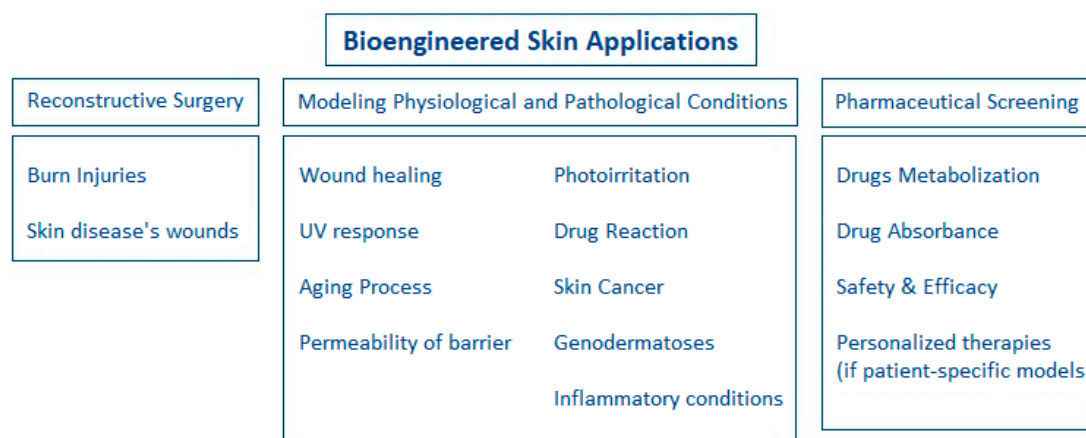 Bioengineered Skin Applications
Reconstructive Surgery
Burn Injuries
Skin disease's wounds
Modeling Physiological and Pathological Conditions
Wound healing
UV response
Aging Process
Permeability of barrier
Photoirritation
Drug Reaction
Skin Cancer
Genodermatoses
Inflammatory conditions
Pharmaceutical Screening
Drugs Metabolization
Drug Absorbance
Safety & Efficacy
Personalized therapies
(if patient-specific models